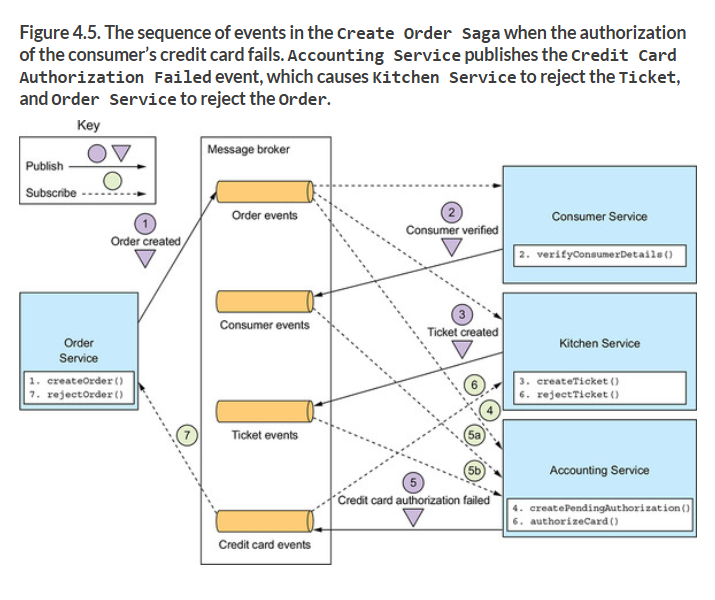 Figure 4.5. The sequence of events in the Create Order Saga when the authorization
of the consumer's credit card fails. Accounting Service publishes the Credit Card
Authorization Failed event, which causes Kitchen Service to reject the Ticket,
and Order Service to reject the Order.
Key
Publish
Subscribe
Message broker
Order events
1
Order created
2
Consumer verified
Consumer Service
2. verifyConsumerDetails()
Consumer events
3
Ticket created
Kitchen Service
3. createTicket()
6. rejectTicket()
Order
Service
1. createOrder()
7. rejectOrder()
6
4
Ticket events
7
5a
5b
Accounting Service
4. createPendingAuthorization()
6. authorizeCard()
5
Credit card authorization failed
Credit card events